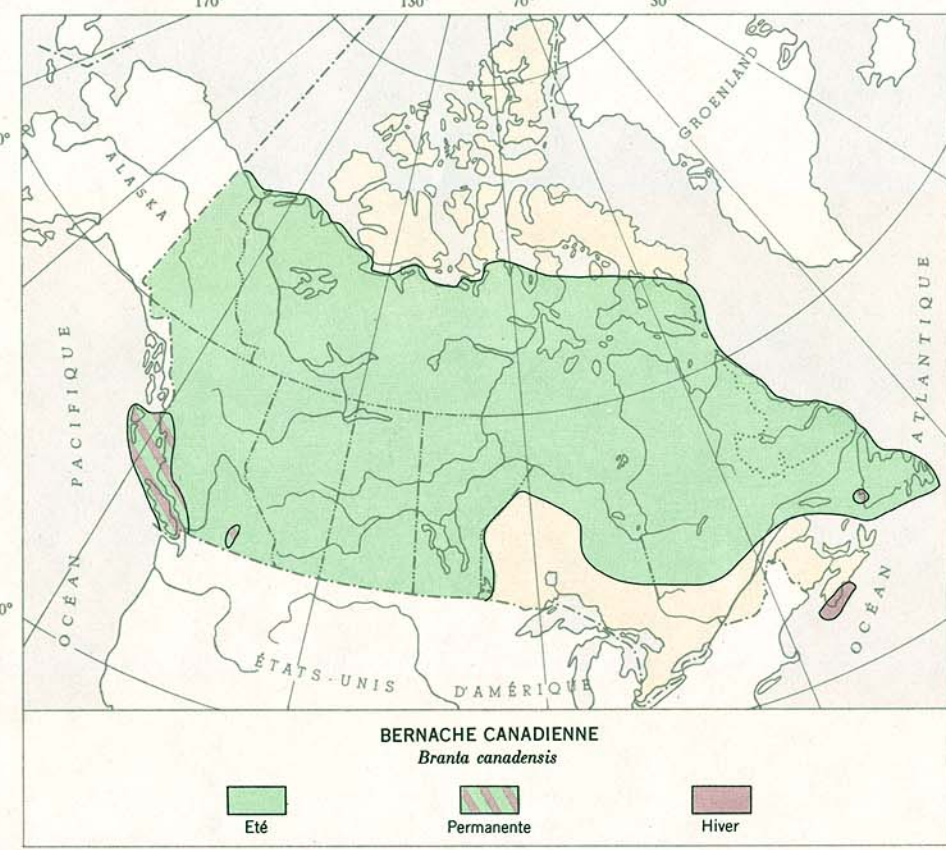 170
130
70
30
GROENLAND
ALASKA
OCÉAN PACIFIQUE
OCÉAN ATLANTIQUE
ÉTATS-UNIS D'AMÉRIQUE
BERNACHE CANADIENNE
Branta canadensis
Eté
Permanente
Hiver